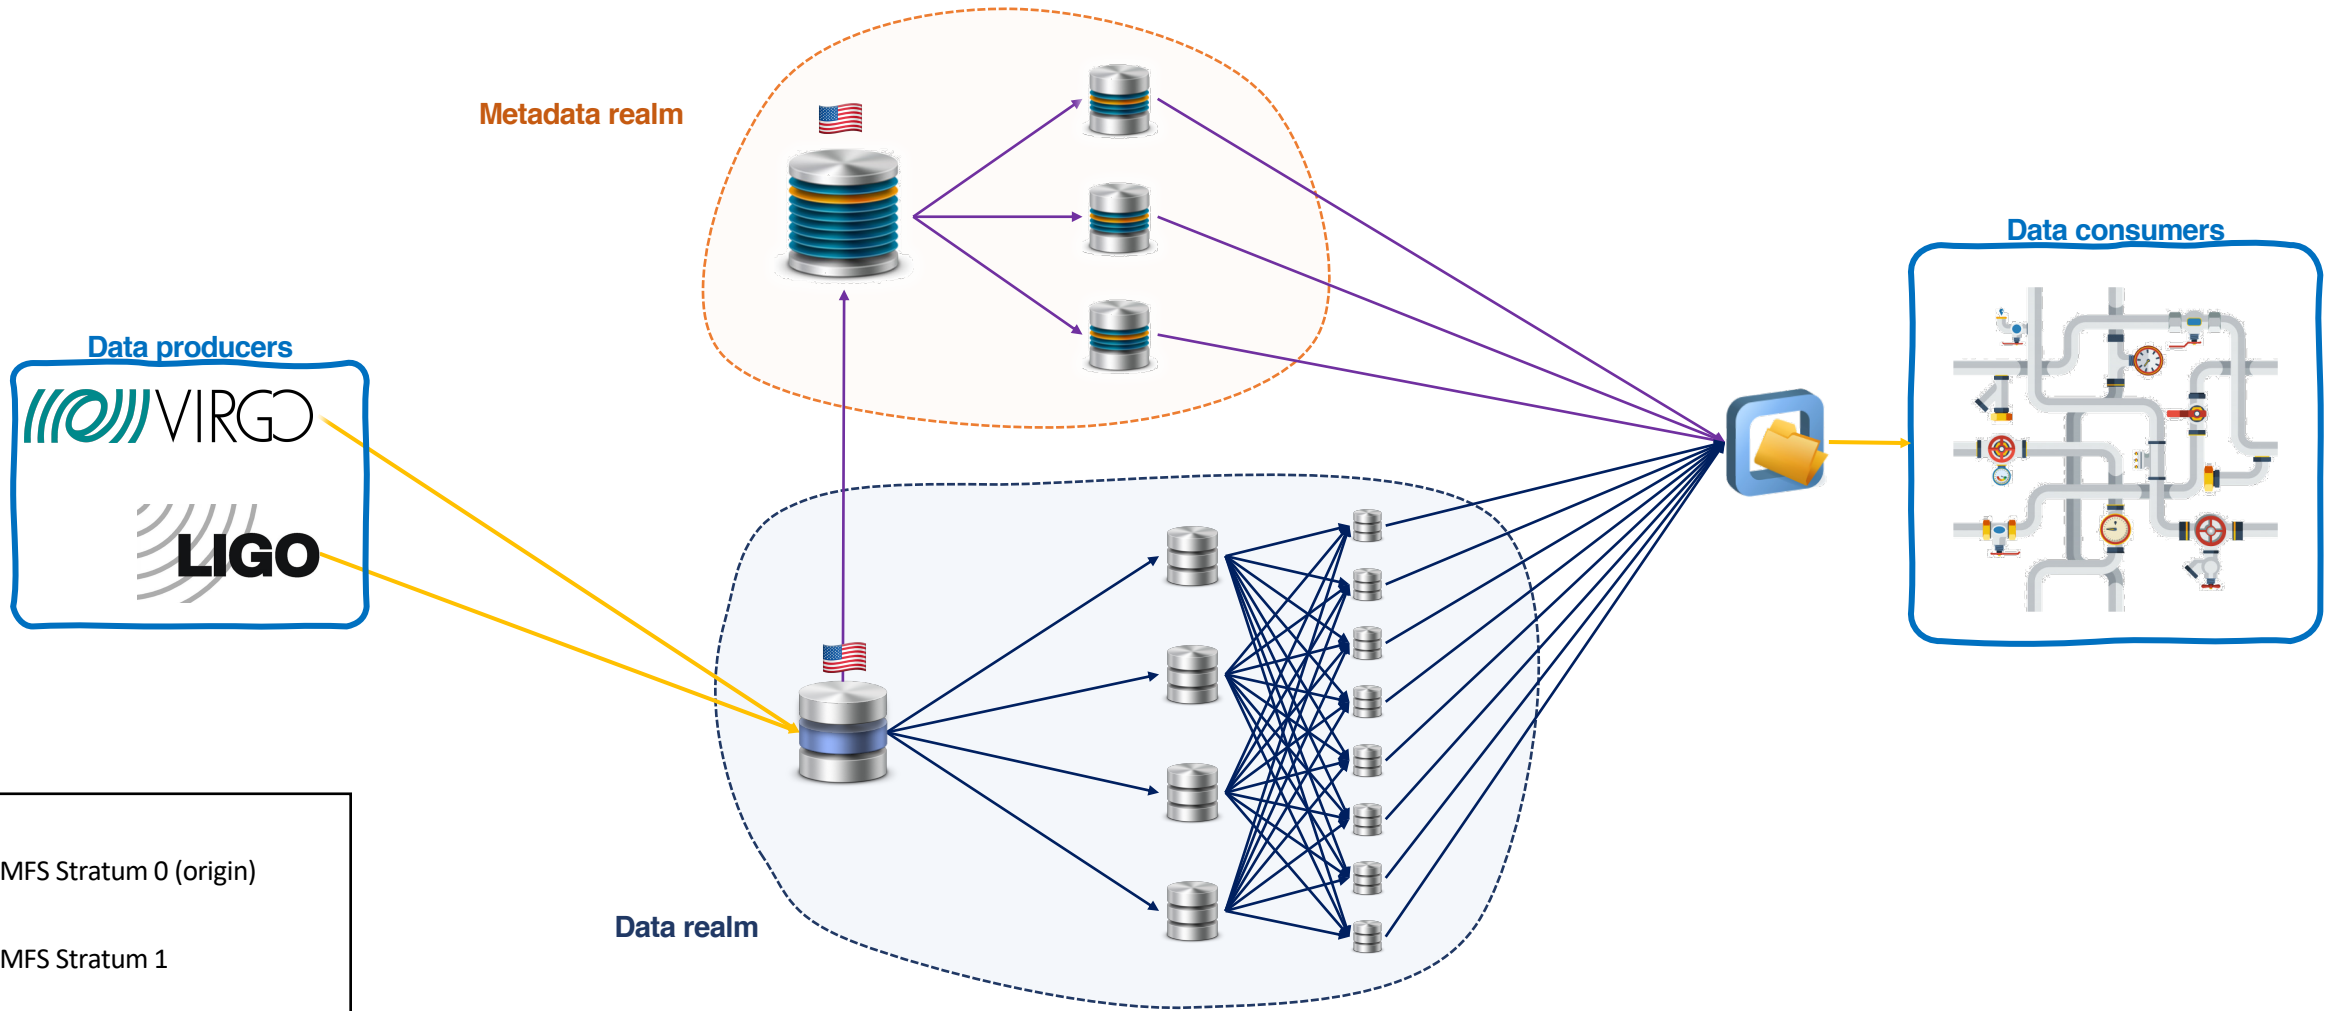 Metadata realm
Data consumers
Data producers
VIRGO
LIGO
MFS Stratum 0 (origin)
Data realm
MFS Stratum 1